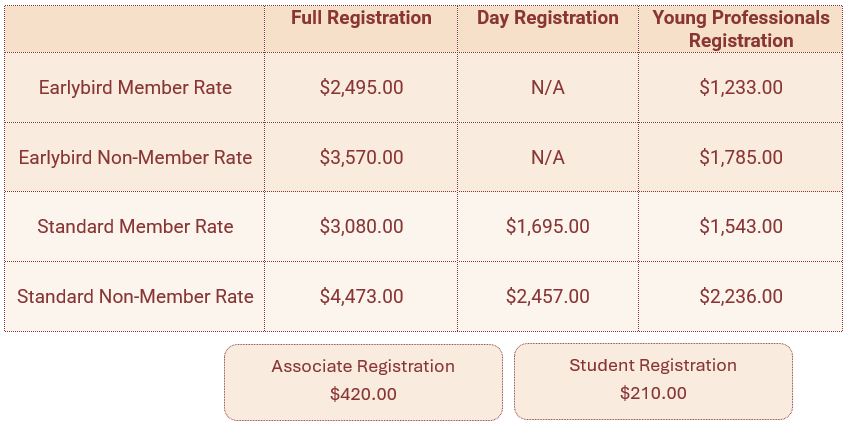 Full Registration Day Registration Young Professionals
Registration
Earlybird Member Rate $2,495.00 N/A $1,233.00
Earlybird Non-Member Rate $3,570.00 N/A $1,785.00
Standard Member Rate $3,080.00 $1,695.00 $1,543.00
Standard Non-Member Rate $4,473.00 $2,457.00 $2,236.00
Associate Registration
$420.00
Student Registration
$210.00